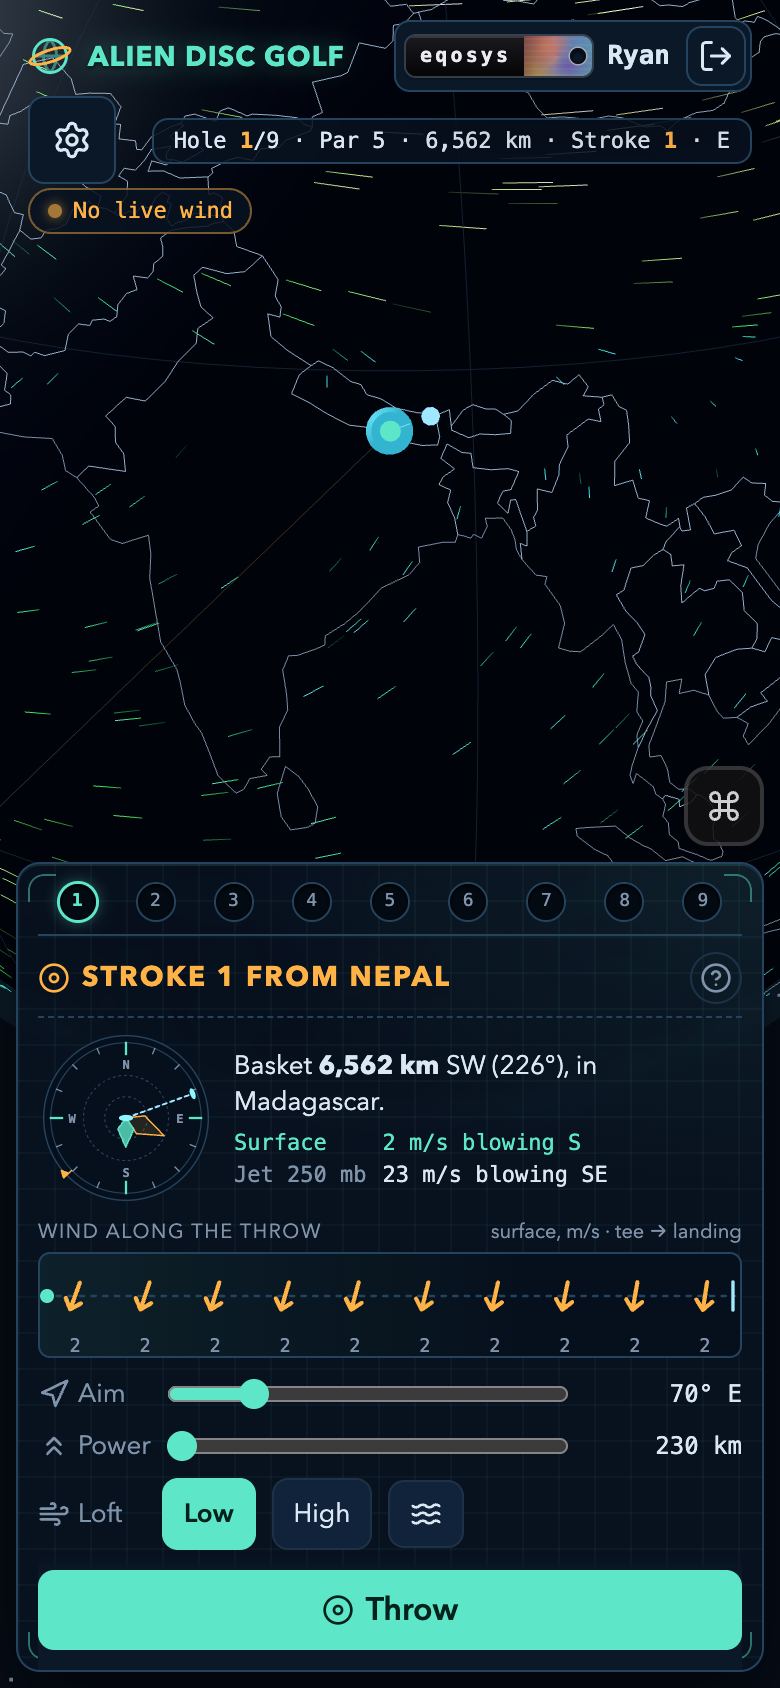 ALIEN DISC GOLF
eqosys
Ryan
Hole 1/9 · Par 5 · 6,562 km · Stroke 1 · E
No live wind
1 2 3 4 5 6 7 8 9
STROKE 1 FROM NEPAL
N
W
E
S
Basket 6,562 km SW (226°), in
Madagascar.
Surface 2 m/s blowing S
Jet 250 mb 23 m/s blowing SE
WIND ALONG THE THROW
surface, m/s · tee → landing
2 2 2 2 2 2 2 2 2 2
Aim 70° E
Power 230 km
Loft Low High
Throw